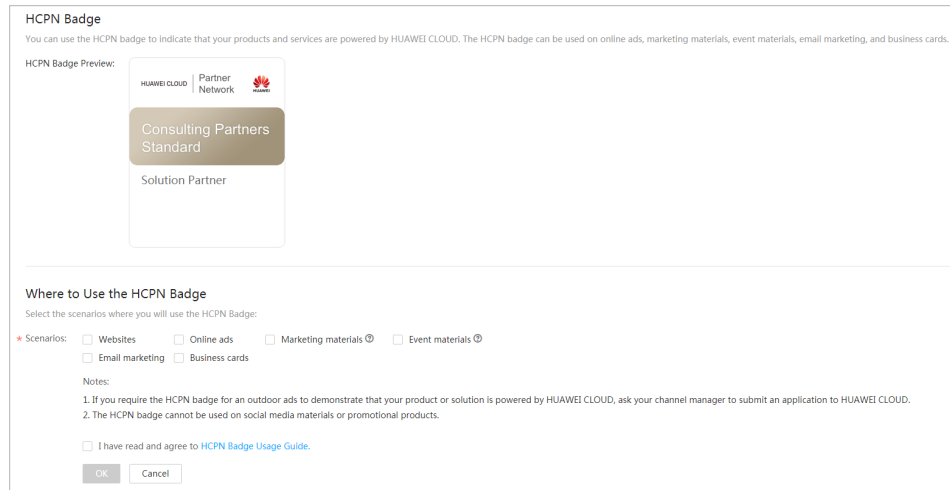 HCPN Badge
You can use the HCPN badge to indicate that your products and services are powered by HUAWEI CLOUD. The HCPN badge can be used on online ads, marketing materials, event materials, email marketing, and business cards.
HCPN Badge Preview:
HUAWEI CLOUD Partner Network
HUAWEI
Consulting Partners
Standard
Solution Partner
Where to Use the HCPN Badge
Select the scenarios where you will use the HCPN Badge:
* Scenarios: Websites Online ads Marketing materials ? Event materials ?
Email marketing Business cards
Notes:
1. If you require the HCPN badge for an outdoor ads to demonstrate that your product or solution is powered by HUAWEI CLOUD, ask your channel manager to submit an application to HUAWEI CLOUD.
2. The HCPN badge cannot be used on social media materials or promotional products.
I have read and agree to HCPN Badge Usage Guide.
OK Cancel